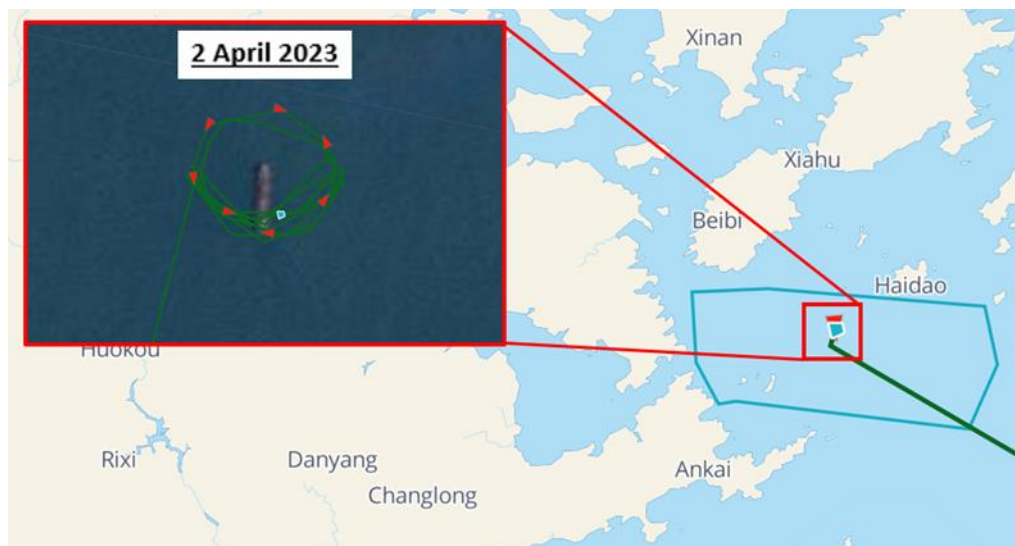 2 April 2023
Xinan
Xiahu
Beibi
Haidao
Huokou
Rixi
Danyang
Changlong
Ankai